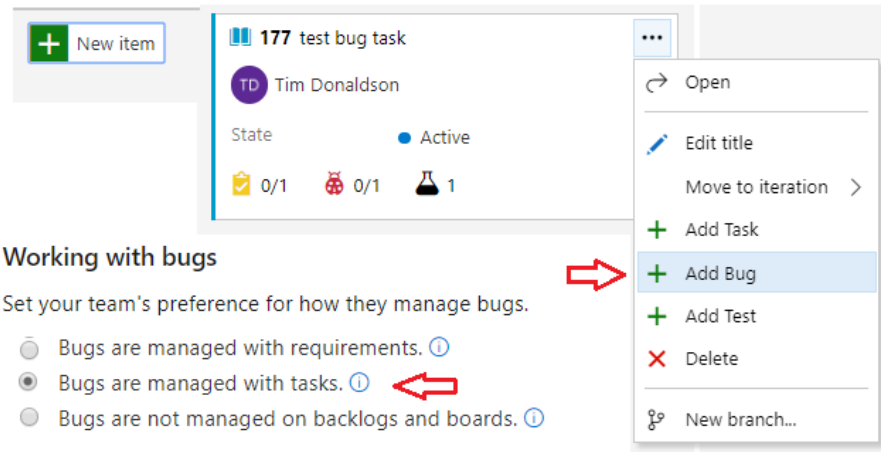 New item
177 test bug task
TD Tim Donaldson
State Active
0/1 0/1 1
Open
Edit title
Move to iteration
Add Task
Add Bug
Add Test
Delete
New branch...
Working with bugs
Set your team's preference for how they manage bugs.
Bugs are managed with requirements.
Bugs are managed with tasks.
Bugs are not managed on backlogs and boards.